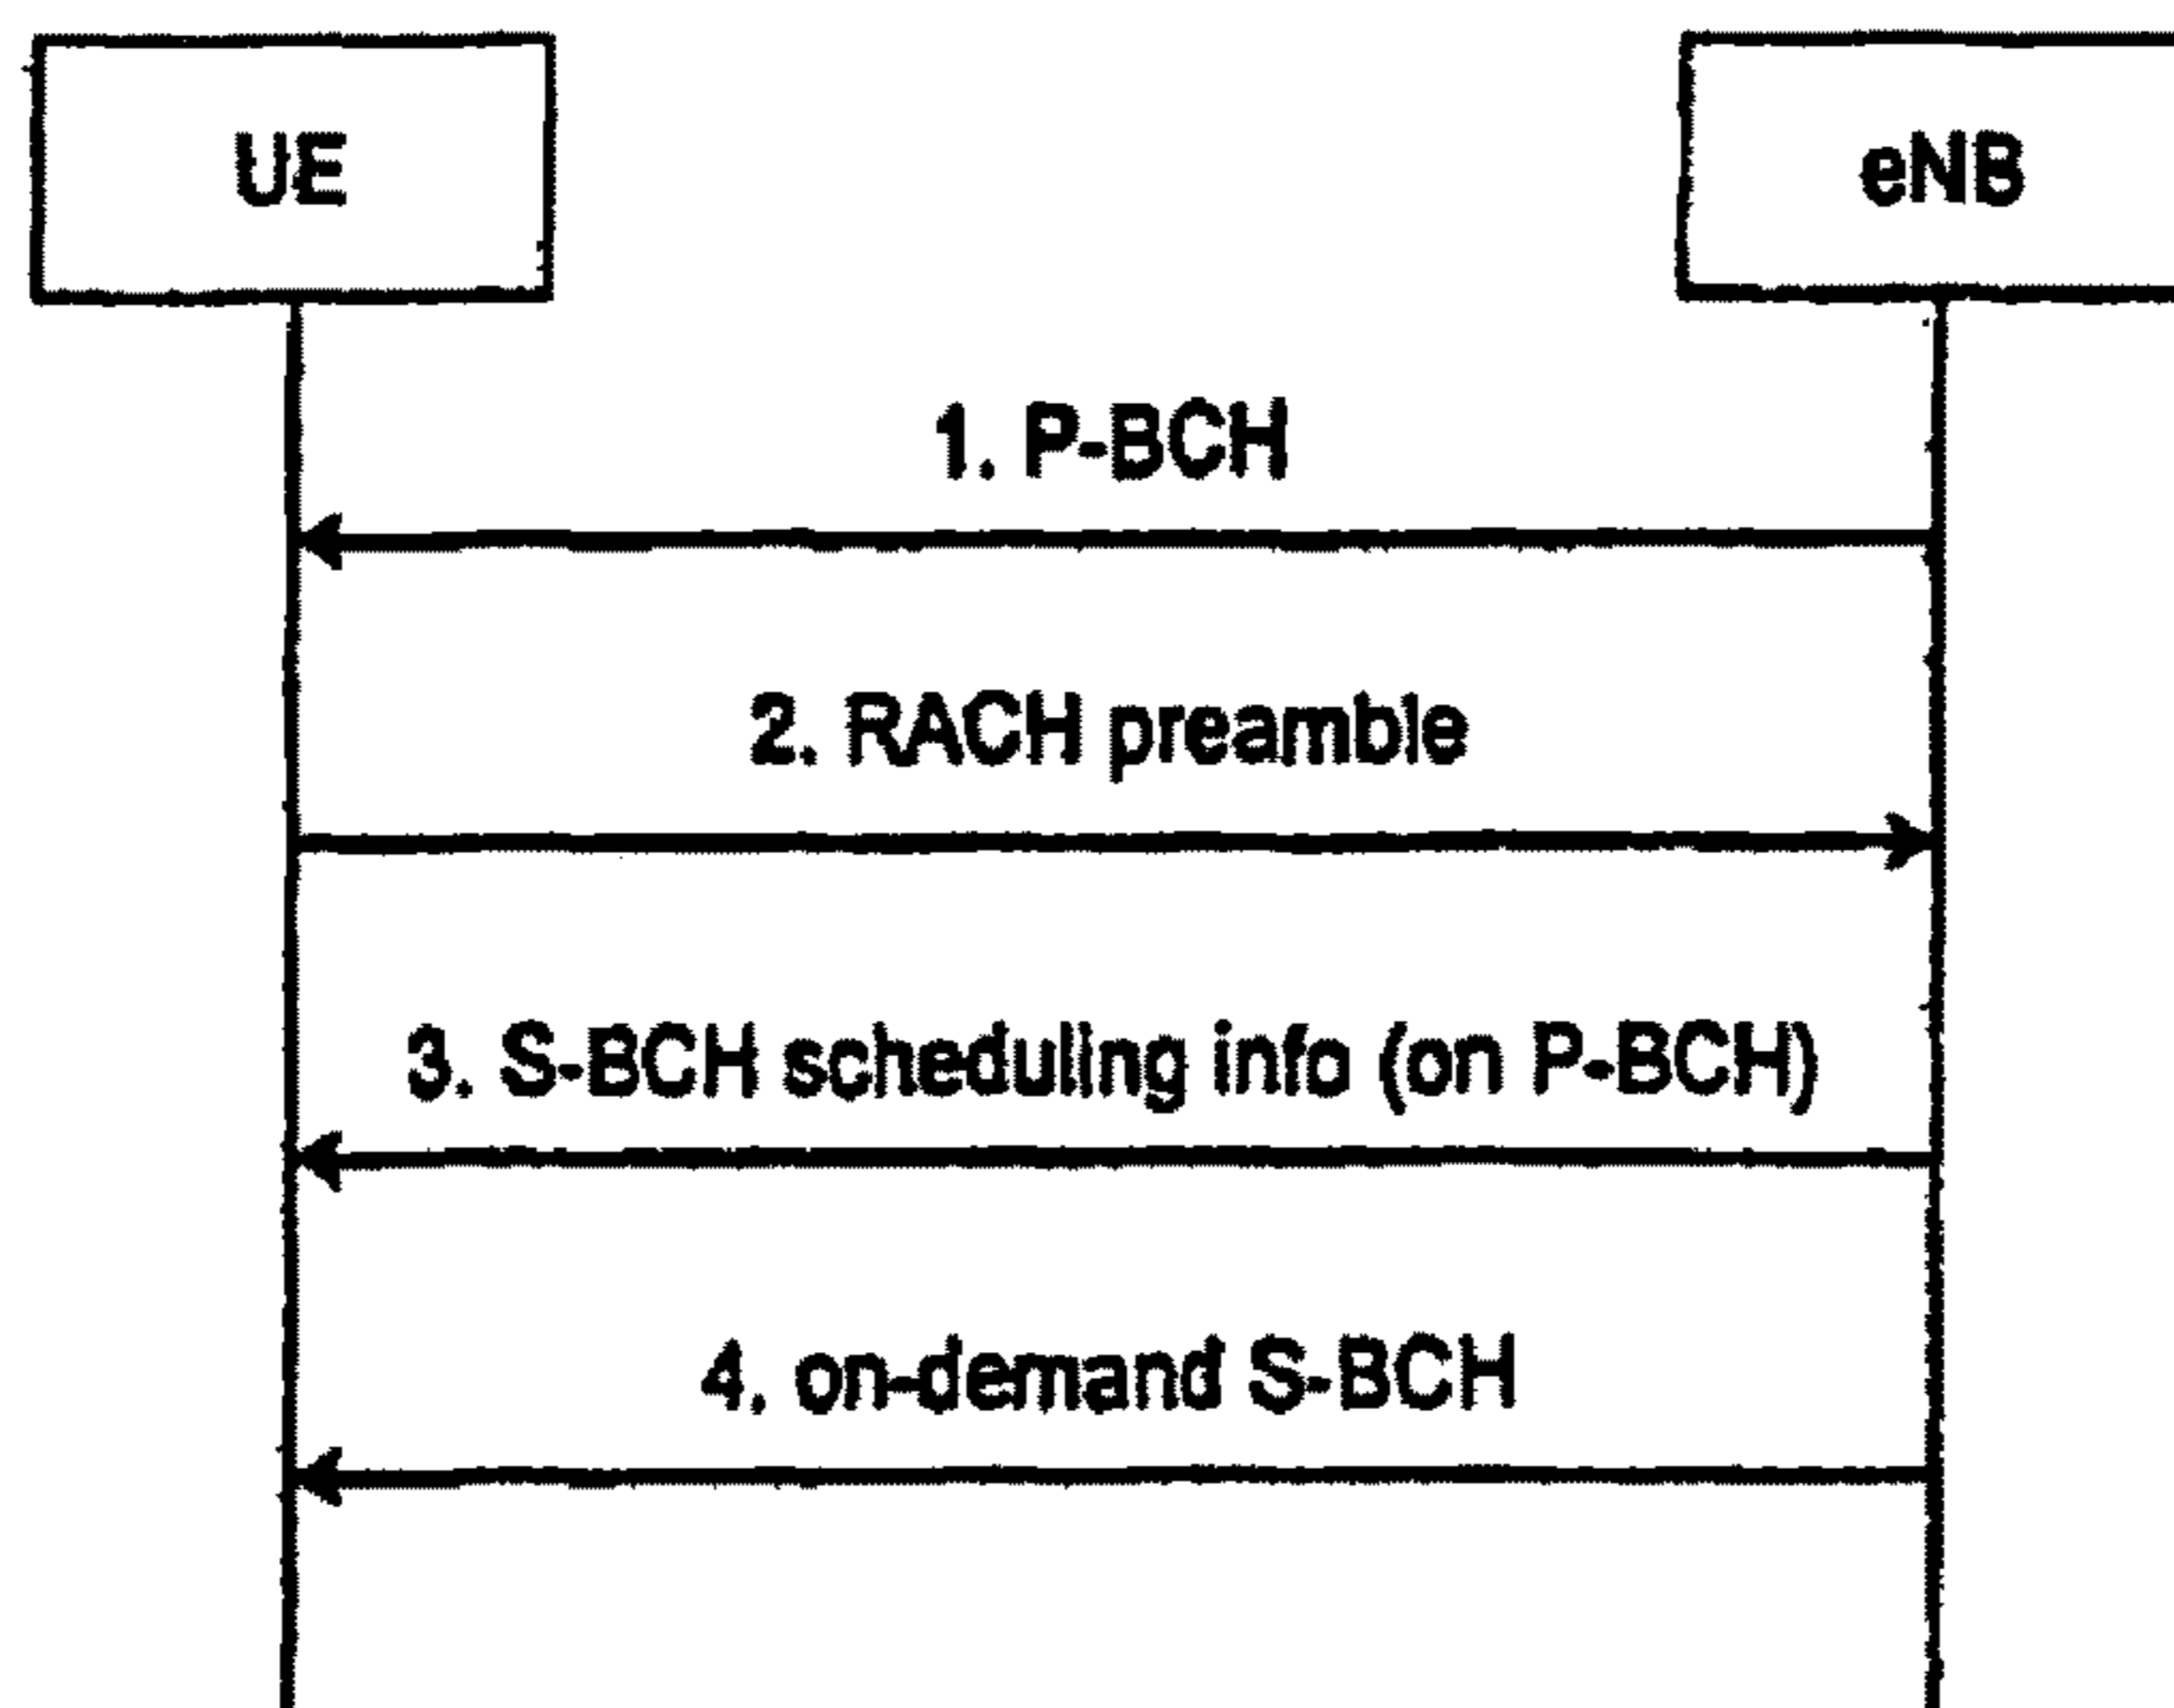 UE
eNB
1. P-BCH
2. RACH preamble
3. S-BCH scheduling info (on P-BCH)
4. on-demand S-BCH